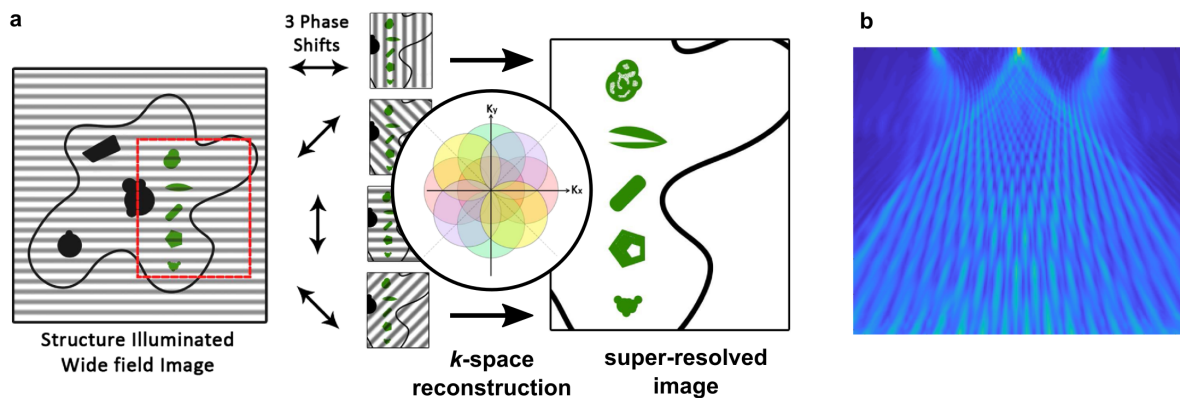 a
3 Phase
Shifts
Structure Illuminated
Wide field Image
Ky
Kx
k-space
reconstruction
super-resolved
image
b